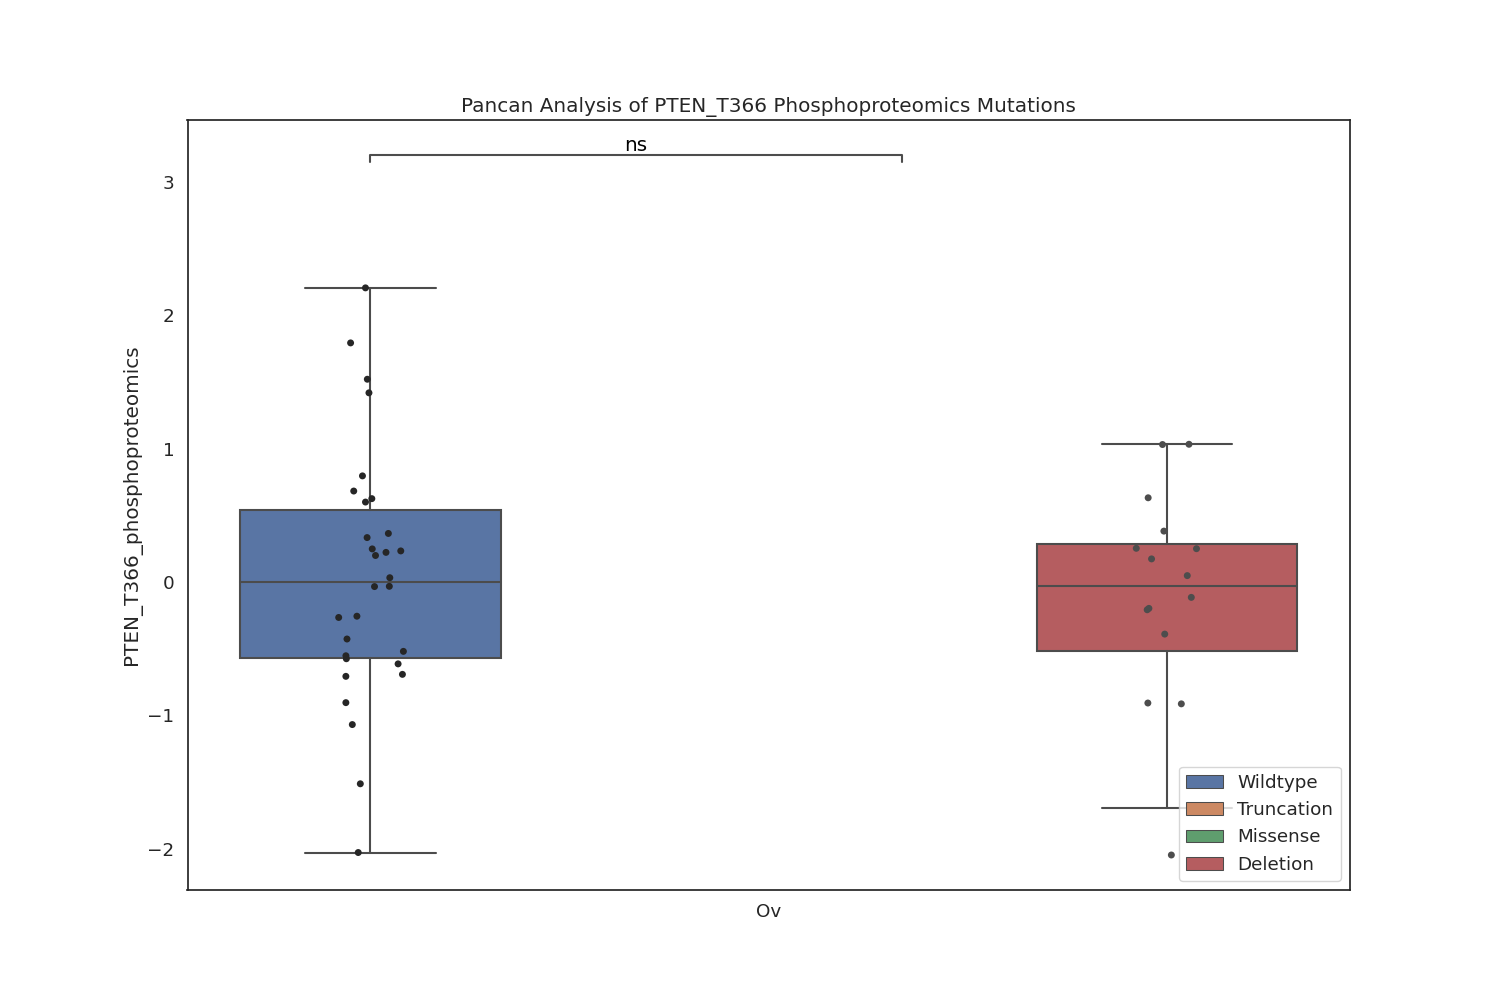 Pancan Analysis of PTEN_T366 Phosphoproteomics Mutations
ns
3
2
1
0
−1
−2
PTEN_T366_phosphoproteomics
Wildtype
Truncation
Missense
Deletion
Ov